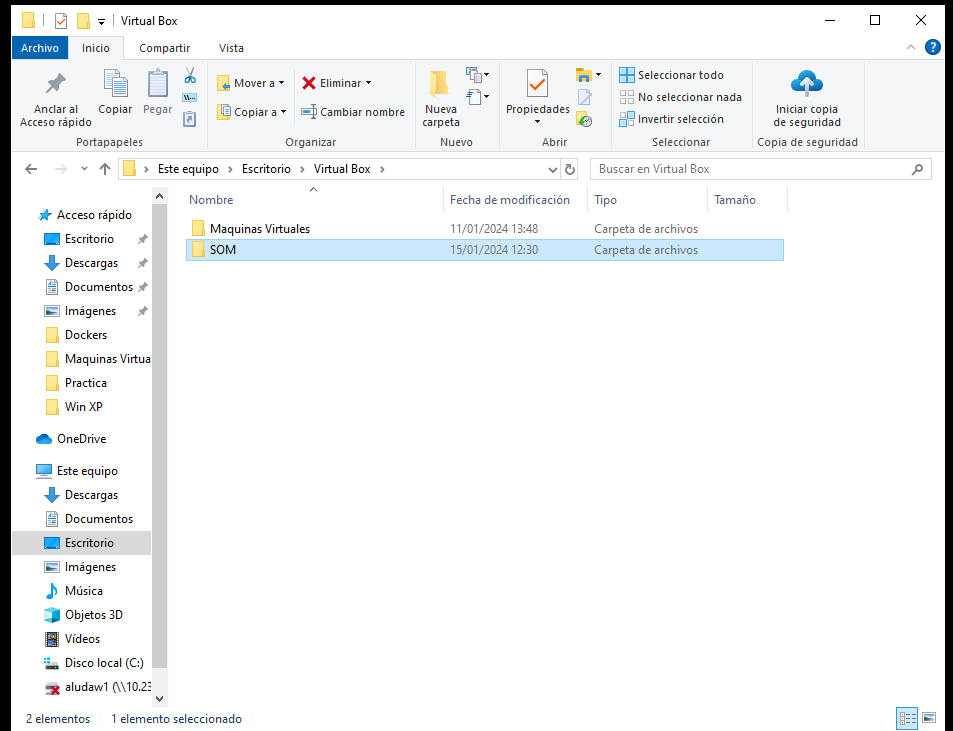 Virtual Box
Archivo Inicio Compartir Vista
Anclar al Acceso rápido
Copiar
Pegar
Mover a
Copiar a
Eliminar
Cambiar nombre
Nueva carpeta
Propiedades
Seleccionar todo
No seleccionar nada
Invertir selección
Iniciar copia de seguridad
Portapapeles Organizar Nuevo Abrir Seleccionar Copia de seguridad
Este equipo Escritorio Virtual Box
Buscar en Virtual Box
Nombre Fecha de modificación Tipo Tamaño
Maquinas Virtuales 11/01/2024 13:48 Carpeta de archivos
SOM 15/01/2024 12:30 Carpeta de archivos
Acceso rápido
Escritorio
Descargas
Documentos
Imágenes
Dockers
Maquinas Virtua
Practica
Win XP
OneDrive
Este equipo
Descargas
Documentos
Escritorio
Imágenes
Música
Objetos 3D
Vídeos
Disco local (C:)
aludaw1 (\\10.23
2 elementos 1 elemento seleccionado